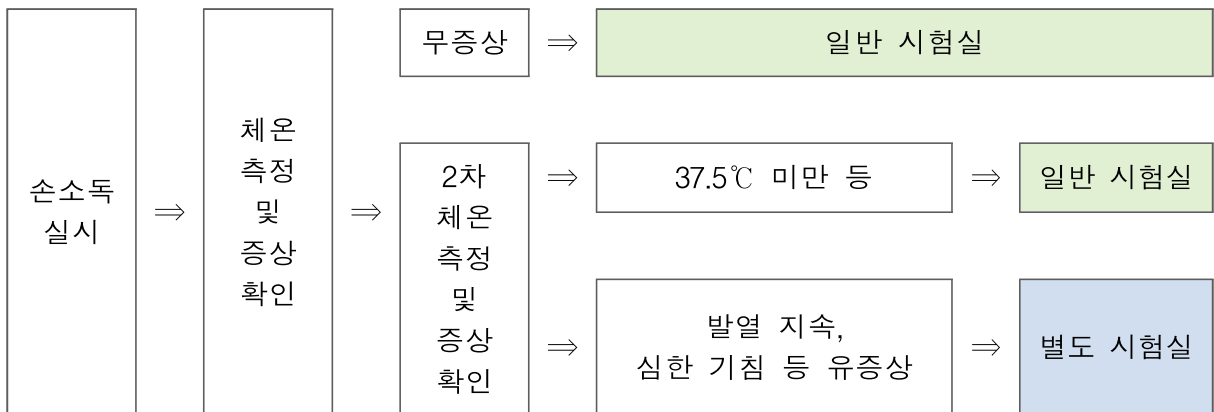 손소독
실시
⇒
체온
측정
및
증상
확인
⇒
무증상
⇒
일반 시험실
2차
체온
측정
및
증상
확인
⇒
37.5℃ 미만 등
⇒
일반 시험실
⇒
발열 지속,
심한 기침 등 유증상
⇒
별도 시험실